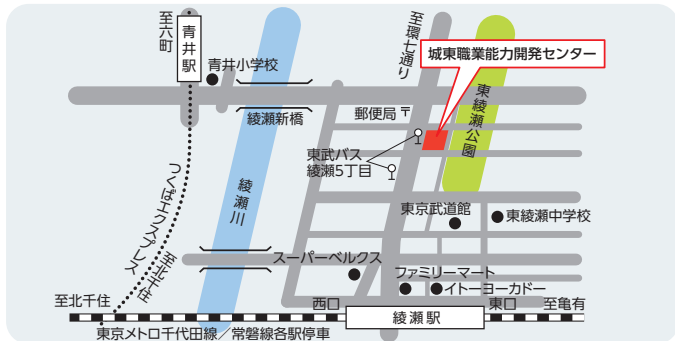 至六町
青井駅
青井小学校
至環七通り
城東職業能力開発センター
綾瀬新橋
郵便局〒
東綾瀬公園
東武バス
綾瀬5丁目
つくばエクスプレス
至北千住
綾瀬川
東京武道館
東綾瀬中学校
スーパーベルクス
ファミリーマート
イトーヨーカドー
至北千住
西口
綾瀬駅
東口
至亀有
東京メトロ千代田線／常磐線各駅停車